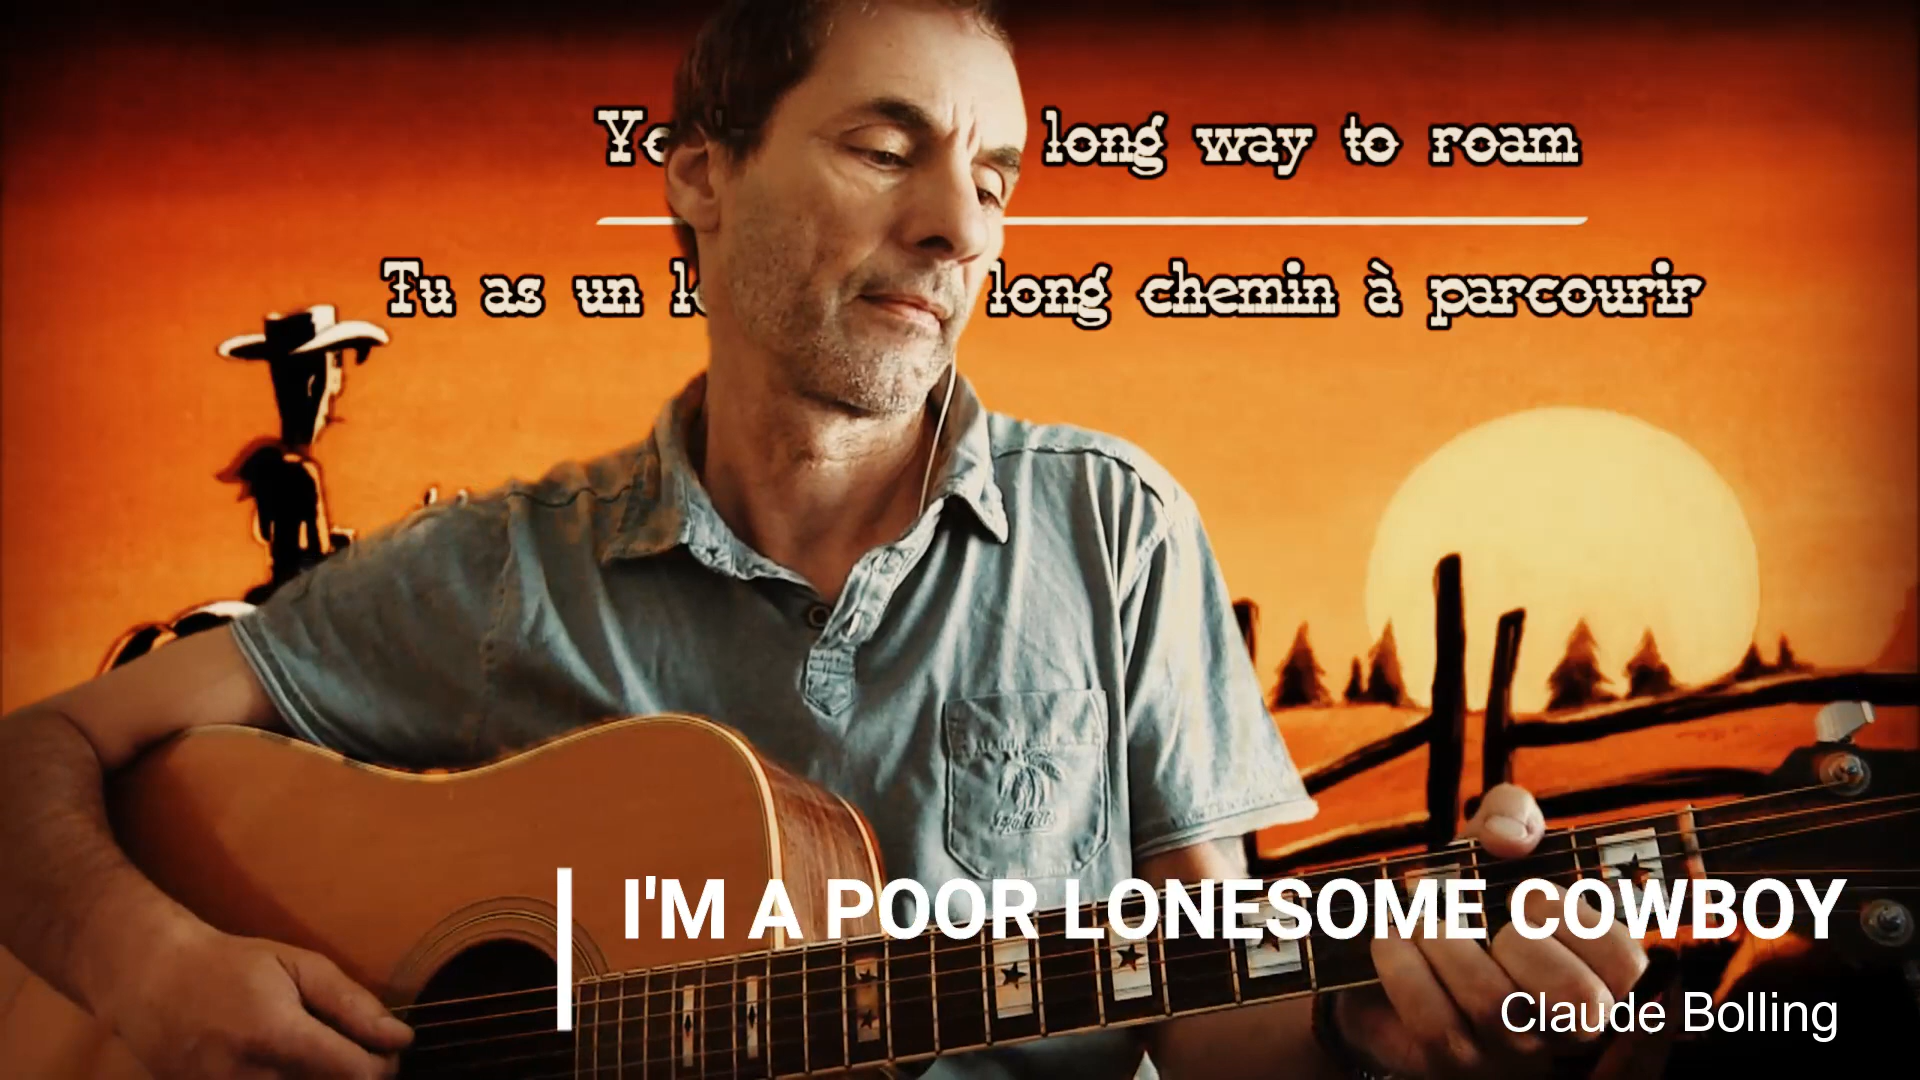 long way to roam
Tu as un long chemin à parcourir
I'M A POOR LONESOME COWBOY
Claude Bolling